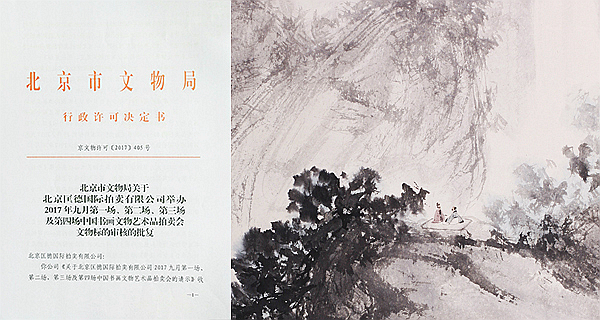 北京市文物局
行政许可决定书
京文物许可《2017》405号
北京市文物局关于
北京匡德国际拍卖有限公司举办
2017年九月第一场、第二场、第三场
及第四场中国书画文物艺术品拍卖会
文物标的审核的批复
北京匡德国际拍卖有限公司:
你公司《关于北京匡德国际拍卖有限公司2017九月第一场、
第二场、第三场及第四场中国书画文物艺术品拍卖会的请示》收
—1—